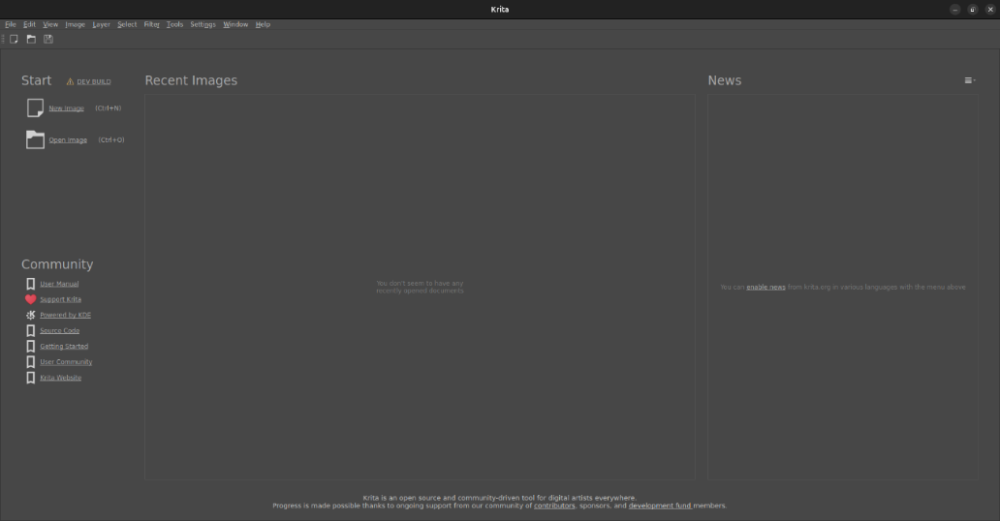 Krita
File Edit View Image Layer Select Filter Tools Settings Window Help
Start
DEV BUILD
New Image (Ctrl+N)
Open Image (Ctrl+O)
Community
User Manual
Support Krita
Powered by KDE
Source Code
Getting Started
User Community
Krita Website
Recent Images
You don't seem to have any
recently opened documents
News
You can enable news from krita.org in various languages with the menu above
Krita is an open source and community-driven tool for digital artists everywhere.
Progress is made possible thanks to ongoing support from our community of contributors, sponsors, and development fund members.